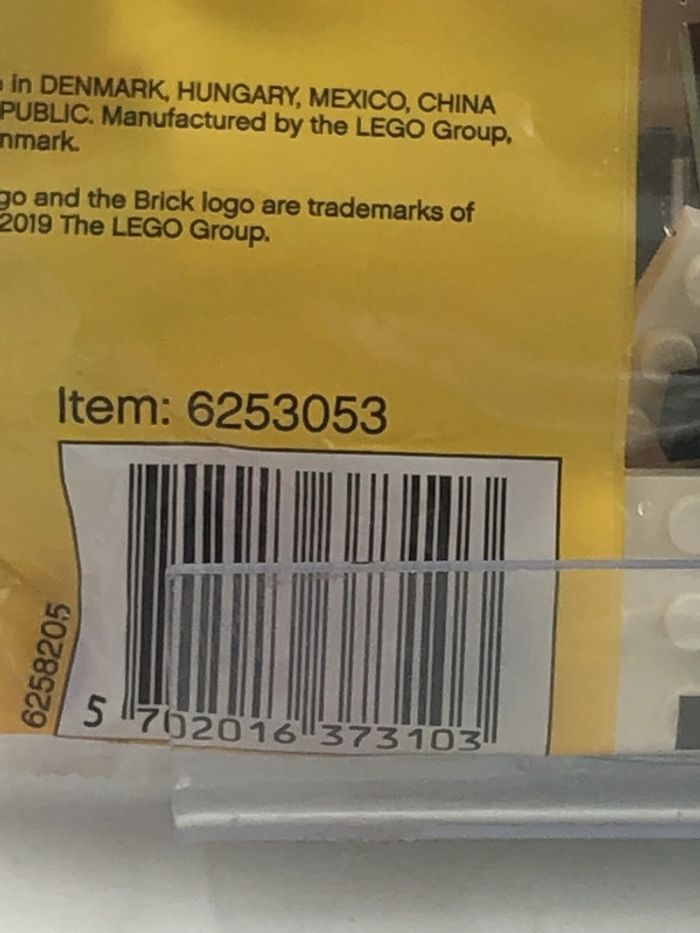 in DENMARK, HUNGARY, MEXICO, CHINA
PUBLIC. Manufactured by the LEGO Group,
nmark.
go and the Brick logo are trademarks of
2019 The LEGO Group.
Item: 6253053
6258205
5 702016 373103